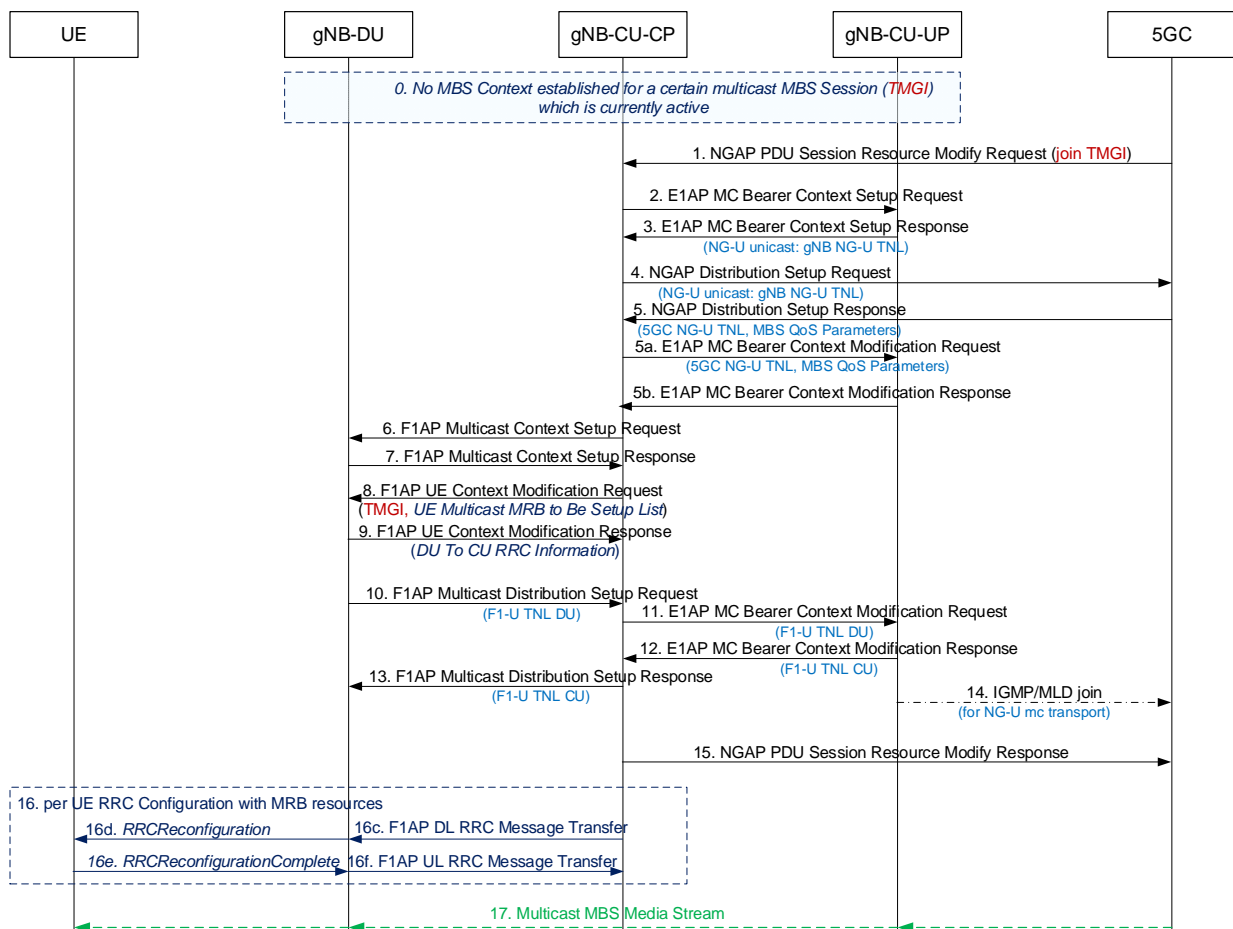 UE
gNB-DU
gNB-CU-CP
gNB-CU-UP
5GC
0. No MBS Context established for a certain multicast MBS Session (TMGI)
which is currently active
1. NGAP PDU Session Resource Modify Request (join TMGI)
2. E1AP MC Bearer Context Setup Request
3. E1AP MC Bearer Context Setup Response
(NG-U unicast: gNB NG-U TNL)
4. NGAP Distribution Setup Request
(NG-U unicast: gNB NG-U TNL)
5. NGAP Distribution Setup Response
(5GC NG-U TNL, MBS QoS Parameters)
5a. E1AP MC Bearer Context Modification Request
(5GC NG-U TNL, MBS QoS Parameters)
5b. E1AP MC Bearer Context Modification Response
6. F1AP Multicast Context Setup Request
7. F1AP Multicast Context Setup Response
8. F1AP UE Context Modification Request
(TMGI, UE Multicast MRB to Be Setup List)
9. F1AP UE Context Modification Response
(DU To CU RRC Information)
10. F1AP Multicast Distribution Setup Request
(F1-U TNL DU)
11. E1AP MC Bearer Context Modification Request
(F1-U TNL DU)
12. E1AP MC Bearer Context Modification Response
(F1-U TNL CU)
13. F1AP Multicast Distribution Setup Response
(F1-U TNL CU)
14. IGMP/MLD join
(for NG-U mc transport)
15. NGAP PDU Session Resource Modify Response
16. per UE RRC Configuration with MRB resources
16d. RRCReconfiguration
16c. F1AP DL RRC Message Transfer
16e. RRCReconfigurationComplete
16f. F1AP UL RRC Message Transfer
17. Multicast MBS Media Stream